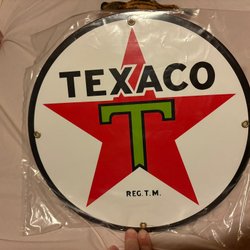 TEXACO
T
REG. T.M.